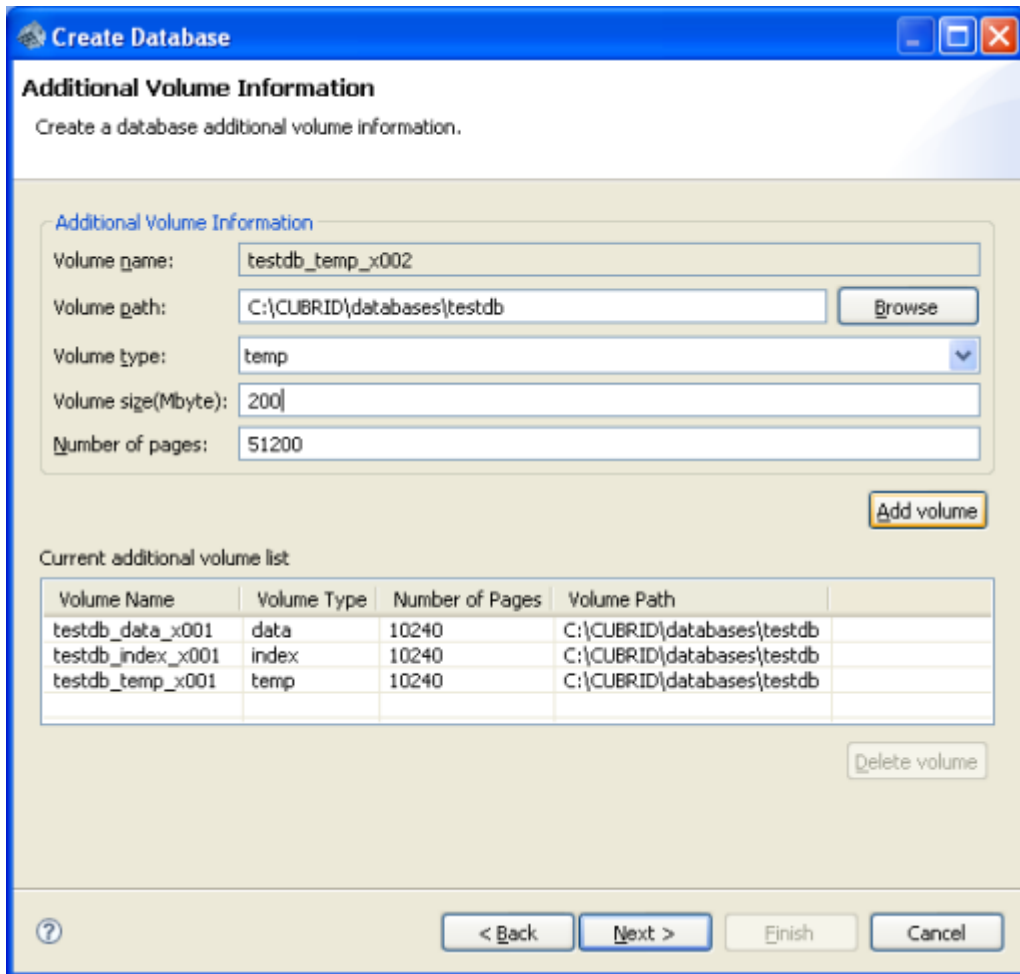 Create Database
Additional Volume Information
Create a database additional volume information.
Additional Volume Information
Volume name: testdb_temp_x002
Volume path: C:\CUBRID\databases\testdb Browse
Volume type: temp
Volume size(Mbyte): 200
Number of pages: 51200
Add volume
Current additional volume list
Volume Name Volume Type Number of Pages Volume Path
testdb_data_x001 data 10240 C:\CUBRID\databases\testdb
testdb_index_x001 index 10240 C:\CUBRID\databases\testdb
testdb_temp_x001 temp 10240 C:\CUBRID\databases\testdb
Delete volume
? < Back Next > Finish Cancel